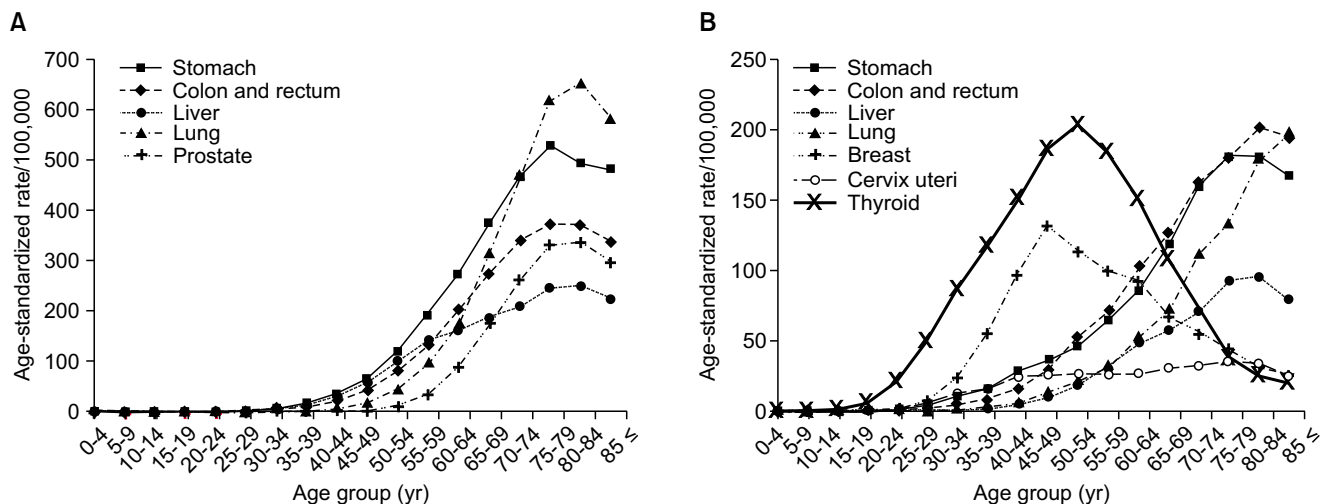 A
Age-standardized rate/100,000
700
600
500
400
300
200
100
0
Stomach
Colon and rectum
Liver
Lung
Prostate
0-4
5-9
10-14
15-19
20-24
25-29
30-34
35-39
40-44
45-49
50-54
55-59
60-64
65-69
70-74
75-79
80-84
85 ≤
Age group (yr)
B
Age-standardized rate/100,000
250
200
150
100
50
0
Stomach
Colon and rectum
Liver
Lung
Breast
Cervix uteri
Thyroid
0-4
5-9
10-14
15-19
20-24
25-29
30-34
35-39
40-44
45-49
50-54
55-59
60-64
65-69
70-74
75-79
80-84
85 ≤
Age group (yr)